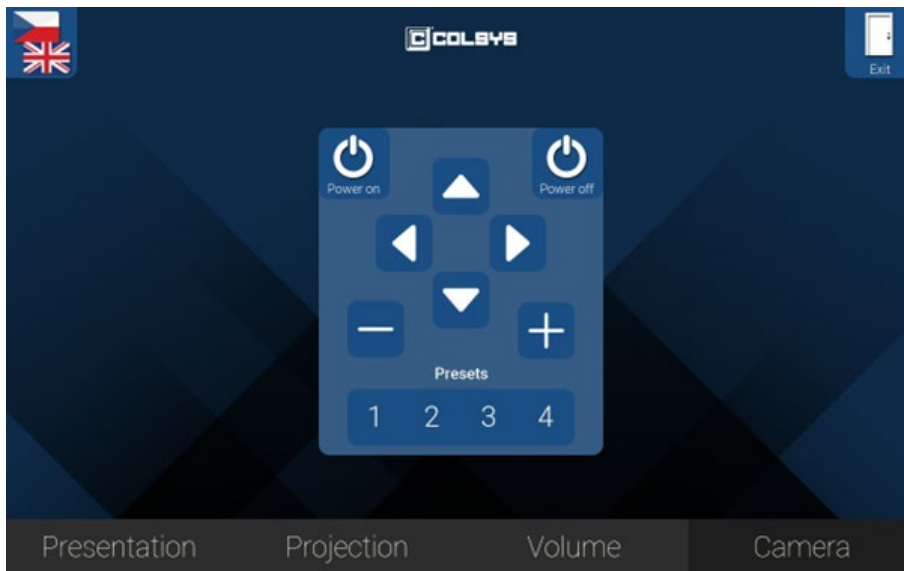 COLSYS
Exit
Power on
Power off
Presets
1 2 3 4
Presentation Projection Volume Camera